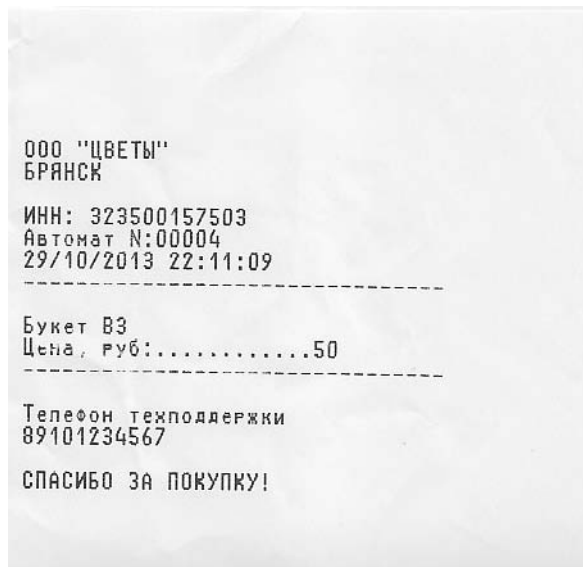 ООО "ЦВЕТЫ"
БРЯНСК
ИНН: 323500157503
Автомат N:00004
29/10/2013 22:11:09
--------------------------------
Букет В3
Цена, руб:............50
--------------------------------
Телефон техподдержки
89101234567
СПАСИБО ЗА ПОКУПКУ!